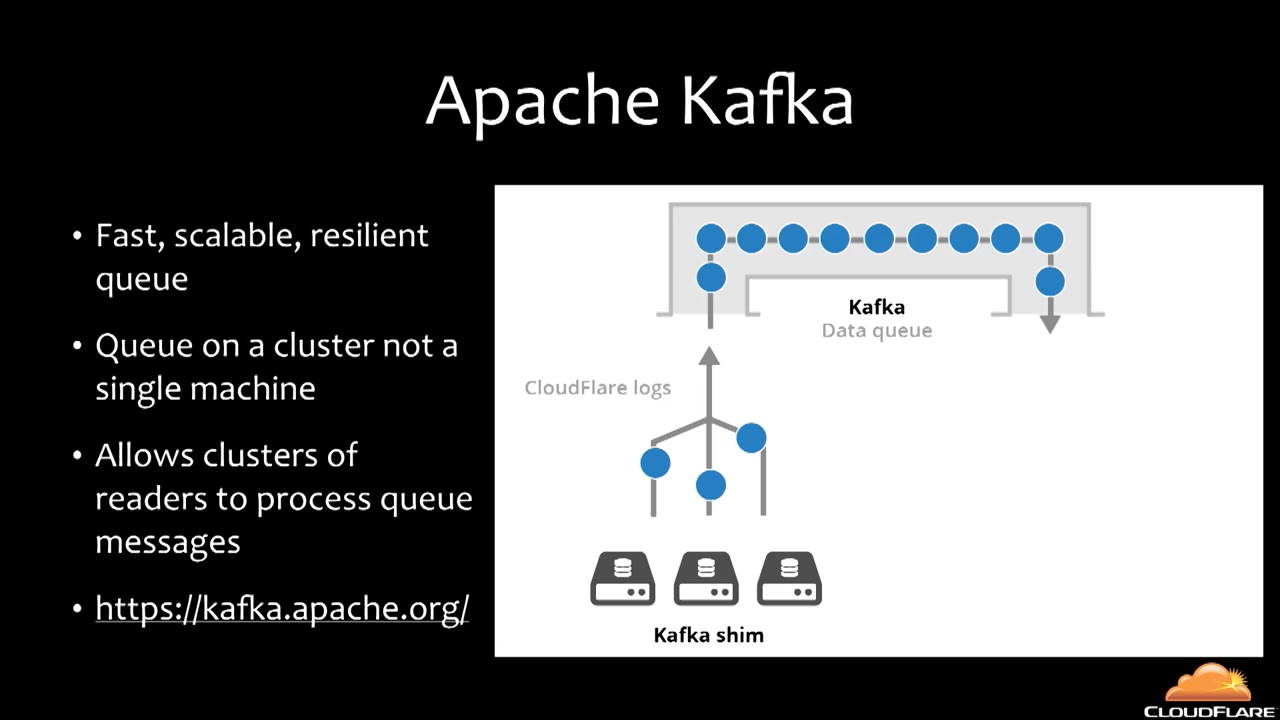 Apache Kafka
• Fast, scalable, resilient
queue
• Queue on a cluster not a
single machine
• Allows clusters of
readers to process queue
messages
• https://kafka.apache.org/
Kafka
Data queue
CloudFlare logs
Kafka shim
CLOUDFLARE